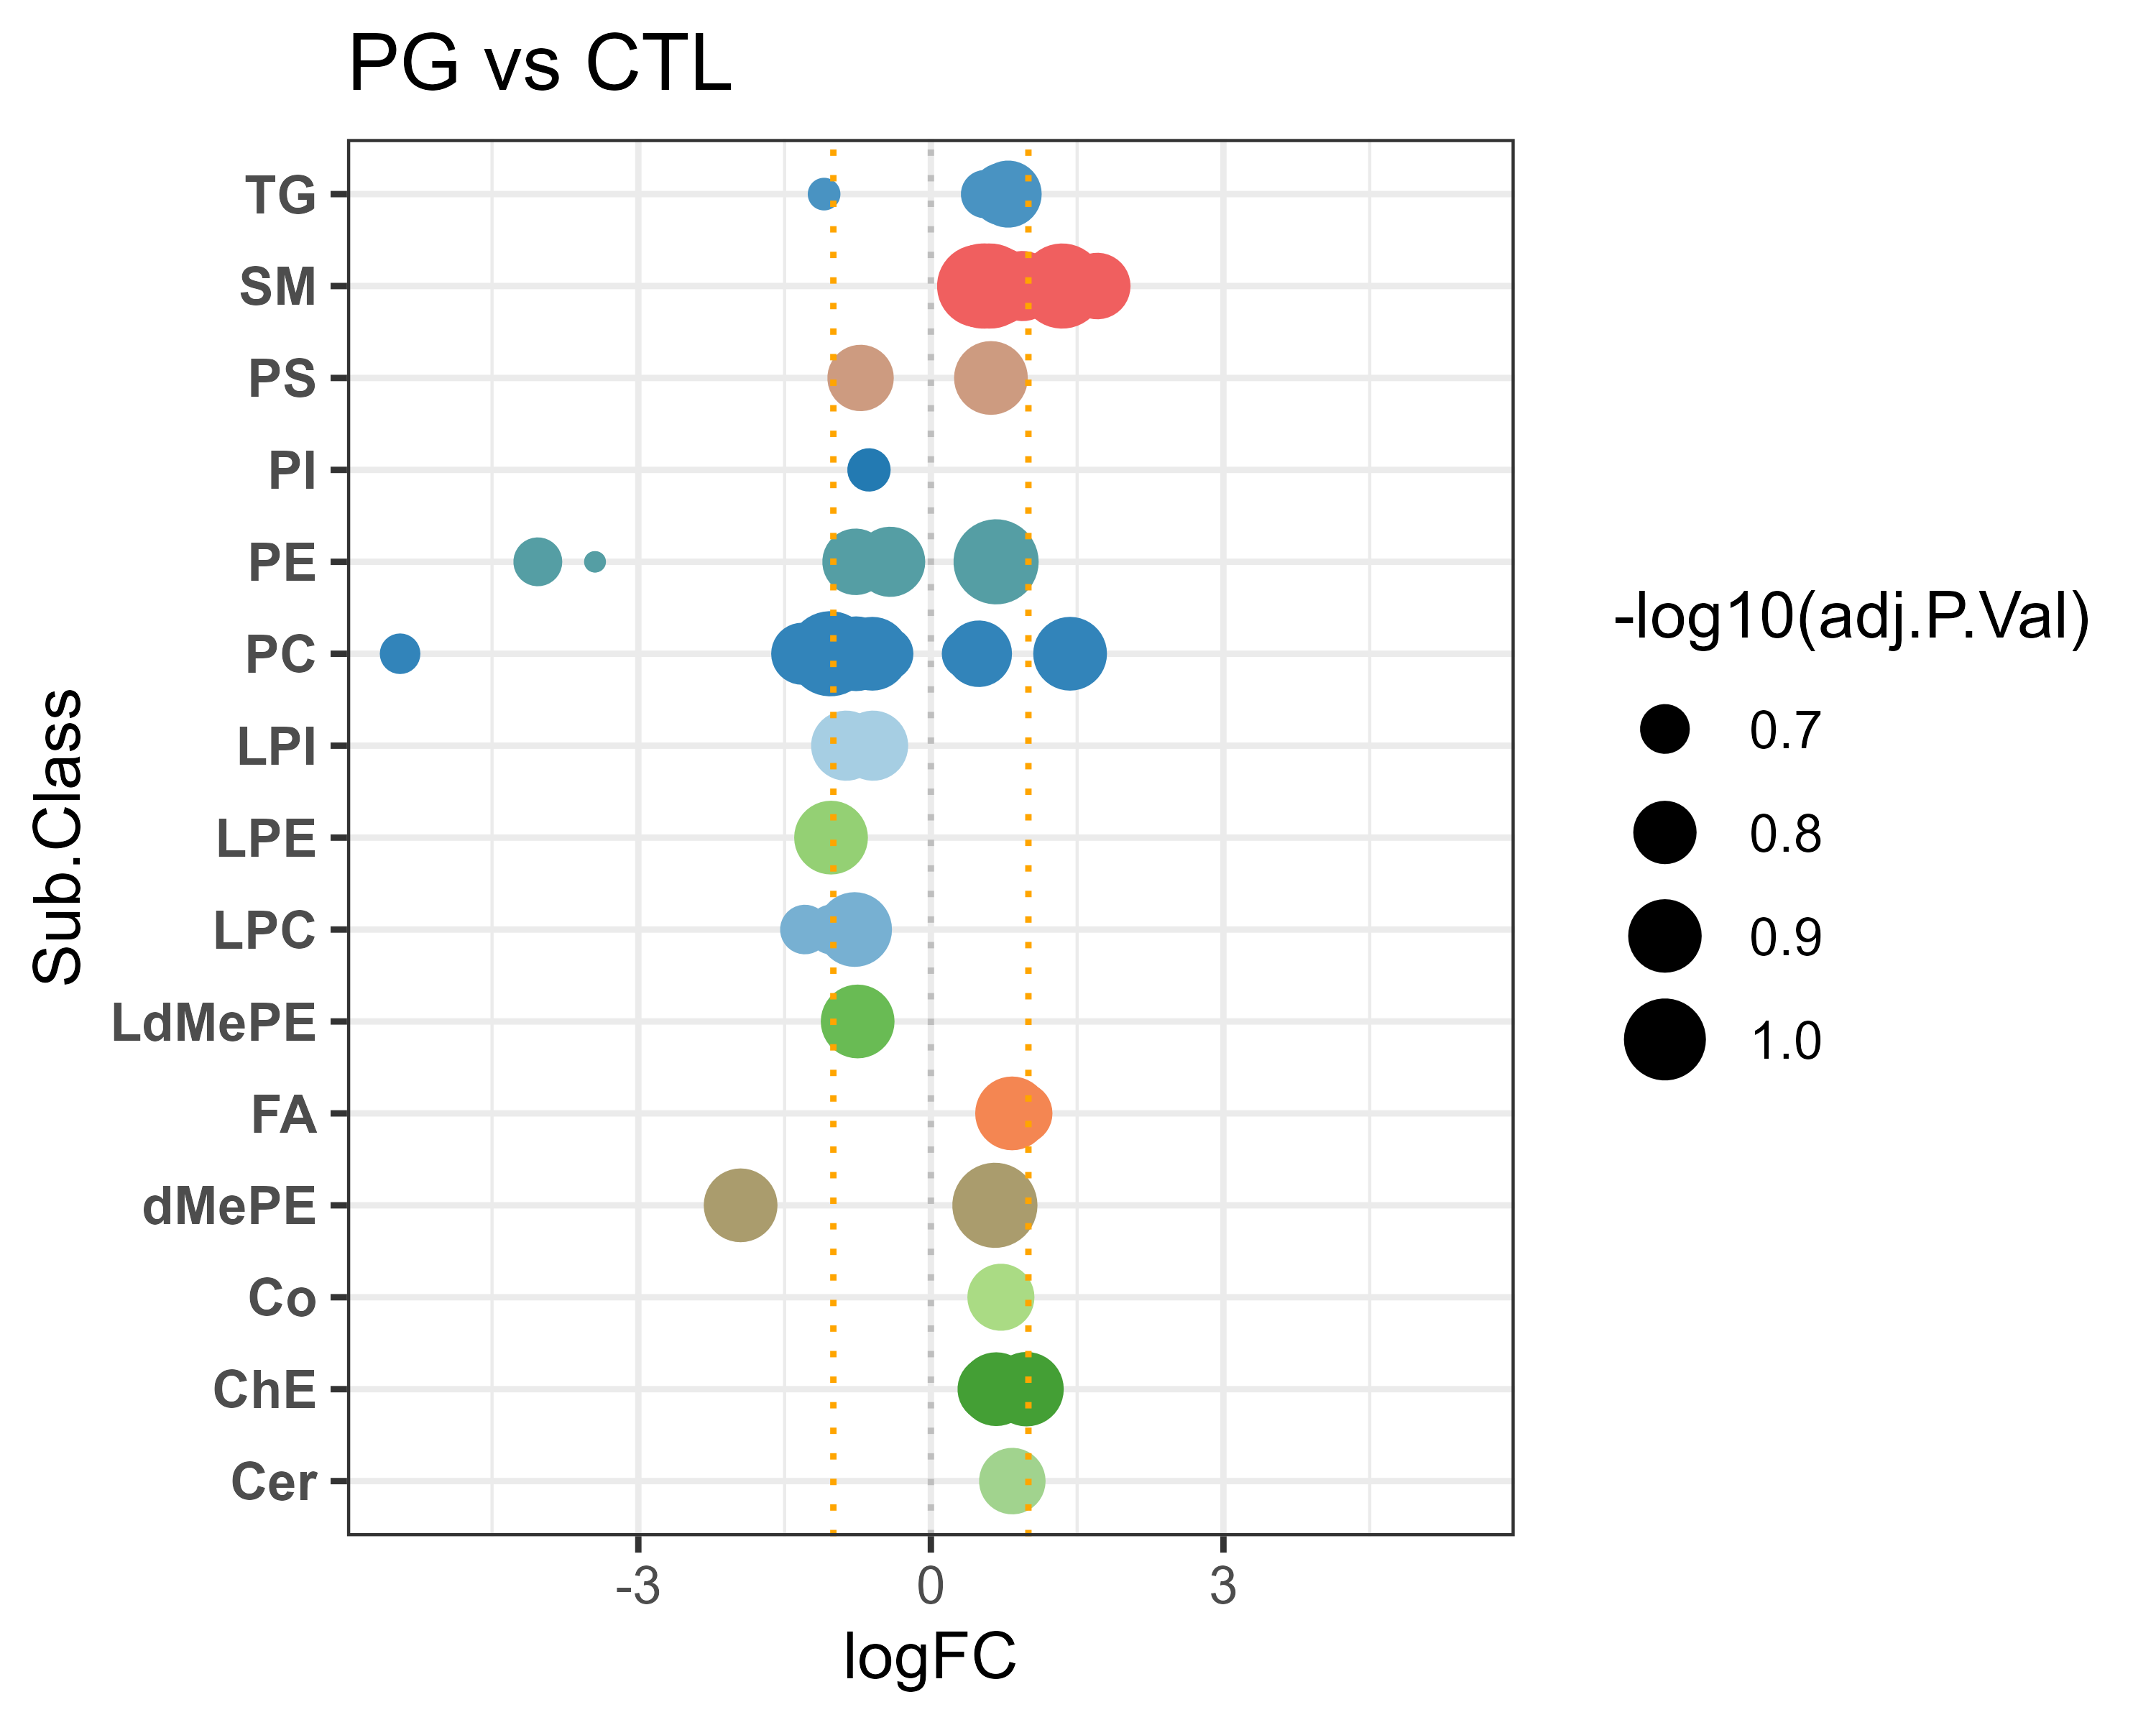 PG vs CTL
TG
SM
PS
PI
PE
PC
LPI
LPE
LPC
LdMePE
FA
dMePE
Co
ChE
Cer
Sub.Class
-3 0 3
logFC
-log10(adj.P.Val)
0.7
0.8
0.9
1.0